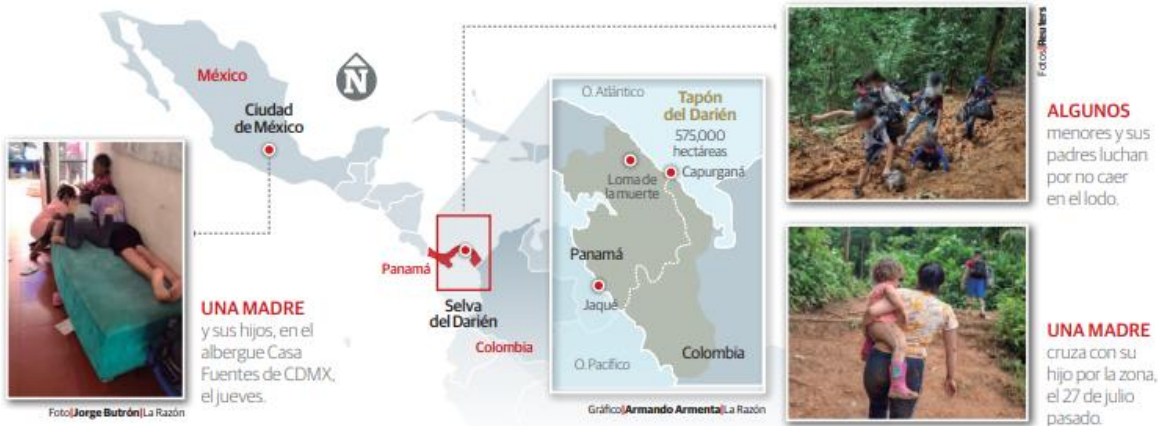 México
Ciudad
de México
N
Panamá
Selva
del Darién
Colombia
O. Atlántico
Tapón
del Darién
575,000
hectáreas
Loma de
la muerte
Capurganá
Panamá
Jaqué
O. Pacífico
Colombia
Gráfico|Armando Armenta|La Razón
UNA MADRE
y sus hijos, en el
albergue Casa
Fuentes de CDMX,
el jueves.
Foto|Jorge Butrón|La Razón
Fotos|Reuters
ALGUNOS
menores y sus
padres luchan
por no caer
en el lodo.
UNA MADRE
cruza con su
hijo por la zona,
el 27 de julio
pasado.